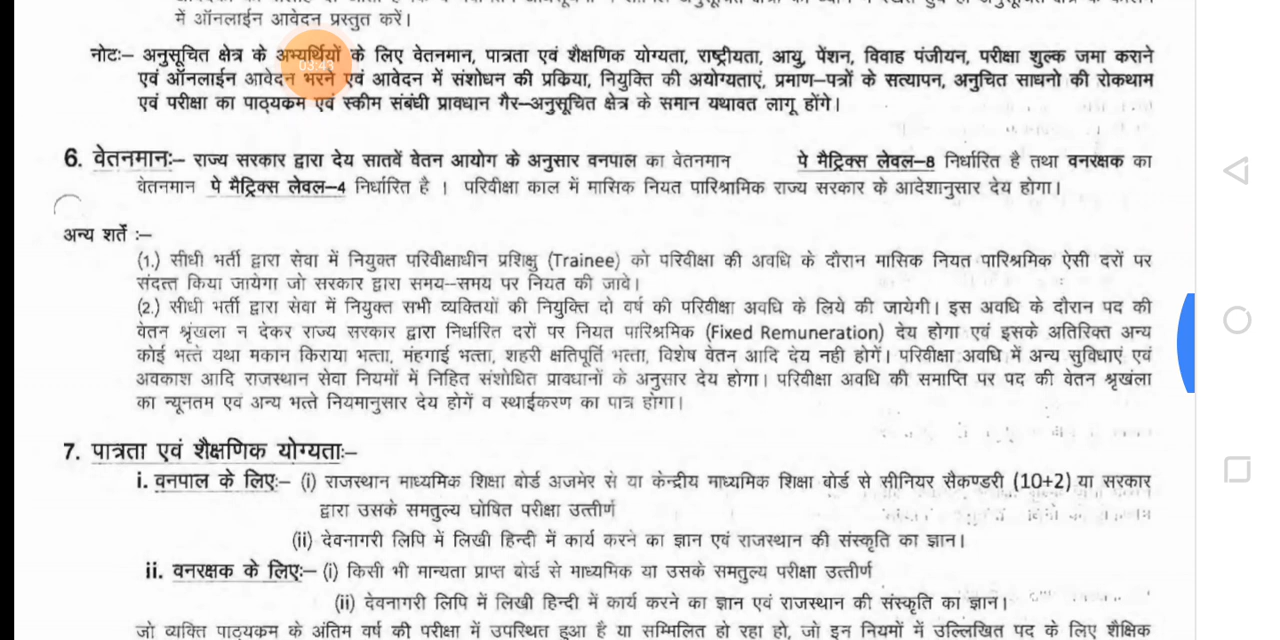 में ऑनलाईन आवेदन प्रस्तुत करें।
नोटः– अनुसूचित क्षेत्र के अभ्यर्थियों के लिए वेतनमान, पात्रता एवं शैक्षणिक योग्यता, राष्ट्रीयता, आयु, पेंशन, विवाह पंजीयन, परीक्षा शुल्क जमा कराने
एवं ऑनलाईन आवेदन भरने एवं आवेदन में संशोधन की प्रक्रिया, नियुक्ति की अयोग्यताएं, प्रमाण–पत्रों के सत्यापन, अनुचित साधनो की रोकथाम
एवं परीक्षा का पाठ्यकम एवं स्कीम संबंधी प्रावधान गैर–अनुसूचित क्षेत्र के समान यथावत लागू होंगे।
03:43
6. वेतनमानः– राज्य सरकार द्वारा देय सातवें वेतन आयोग के अनुसार वनपाल का वेतनमान पे मैट्रिक्स लेवल–8 निर्धारित है तथा वनरक्षक का
वेतनमान पे मैट्रिक्स लेवल–4 निर्धारित है । परिवीक्षा काल में मासिक नियत पारिश्रमिक राज्य सरकार के आदेशानुसार देय होगा।
अन्य शर्तें :–
(1.) सीधी भर्ती द्वारा सेवा में नियुक्त परिवीक्षाधीन प्रशिक्षु (Trainee) को परिवीक्षा की अवधि के दौरान मासिक नियत पारिश्रमिक ऐसी दरों पर
संदत्त किया जायेगा जो सरकार द्वारा समय–समय पर नियत की जावे।
(2.) सीधी भर्ती द्वारा सेवा में नियुक्त सभी व्यक्तियों की नियुक्ति दो वर्ष की परिवीक्षा अवधि के लिये की जायेगी। इस अवधि के दौरान पद की
वेतन श्रृंखला न देकर राज्य सरकार द्वारा निर्धारित दरों पर नियत पारिश्रमिक (Fixed Remuneration) देय होगा एवं इसके अतिरिक्त अन्य
कोई भत्ते यथा मकान किराया भत्ता, मंहगाई भत्ता, शहरी क्षतिपूर्ति भत्ता, विशेष वेतन आदि देय नही होगें। परिवीक्षा अवधि में अन्य सुविधाएं एवं
अवकाश आदि राजस्थान सेवा नियमों में निहित संशोधित प्रावधानों के अनुसार देय होगा। परिवीक्षा अवधि की समाप्ति पर पद की वेतन श्रृखंला
का न्यूनतम एवं अन्य भत्ते नियमानुसार देय होगें व स्थाईकरण का पात्र होगा।
7. पात्रता एवं शैक्षणिक योग्यताः–
i. वनपाल के लिएः– (i) राजस्थान माध्यमिक शिक्षा बोर्ड अजमेर से या केन्द्रीय माध्यमिक शिक्षा बोर्ड से सीनियर सैकण्डरी (10+2) या सरकार
द्वारा उसके समतुल्य घोषित परीक्षा उत्तीर्ण
(ii) देवनागरी लिपि में लिखी हिन्दी में कार्य करने का ज्ञान एवं राजस्थान की संस्कृति का ज्ञान।
ii. वनरक्षक के लिएः– (i) किसी भी मान्यता प्राप्त बोर्ड से माध्यमिक या उसके समतुल्य परीक्षा उत्तीर्ण
(ii) देवनागरी लिपि में लिखी हिन्दी में कार्य करने का ज्ञान एवं राजस्थान की संस्कृति का ज्ञान।
जो व्यक्ति पाठ्यकम के अंतिम वर्ष की परीक्षा में उपस्थित हुआ है या सम्मिलित हो रहा हो, जो इन नियमों में उल्लिखित पद के लिए शैक्षिक